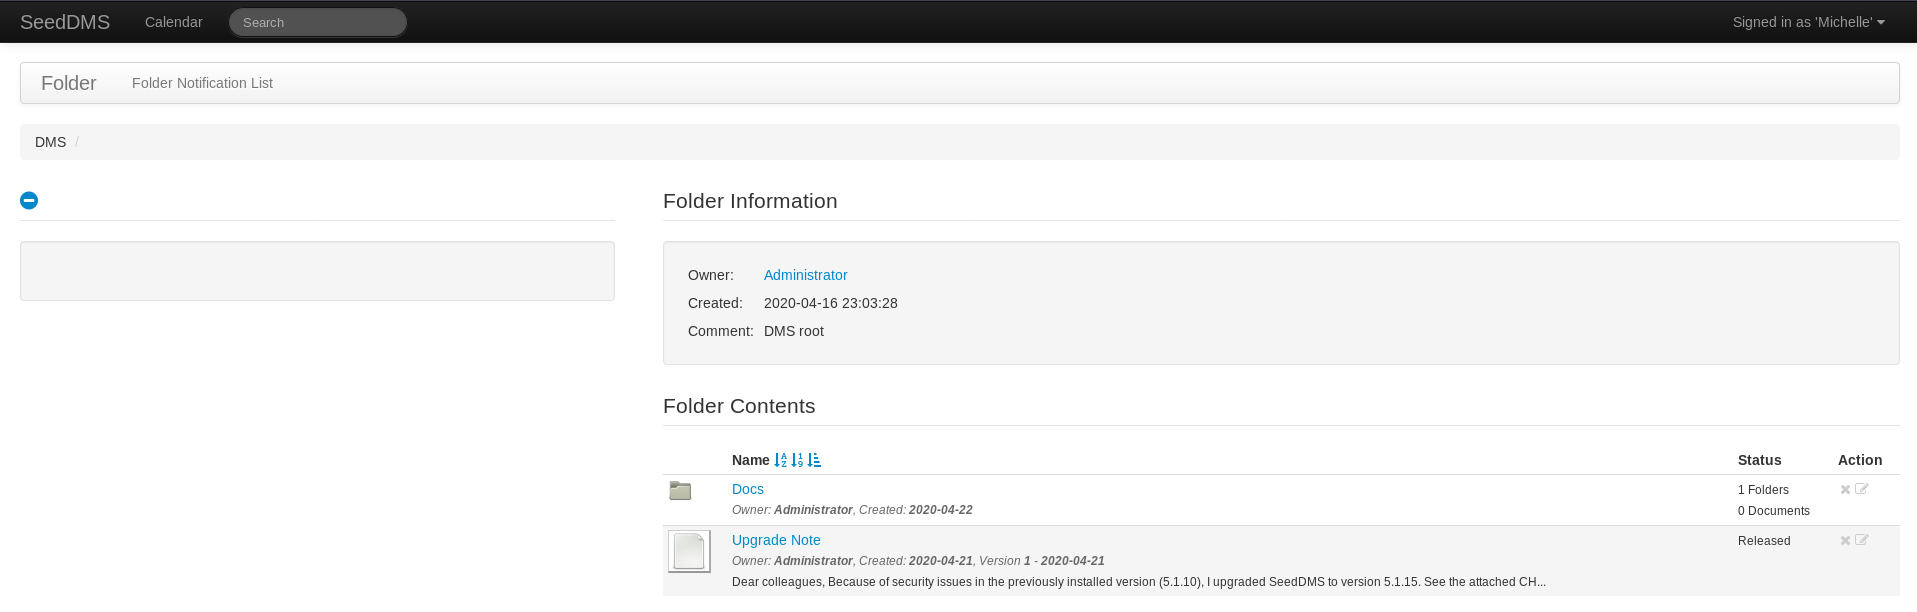 SeedDMS Calendar Search Signed in as 'Michelle'
Folder Folder Notification List
DMS /
Folder Information
Owner: Administrator
Created: 2020-04-16 23:03:28
Comment: DMS root
Folder Contents
Name Status Action
Docs 1 Folders
Owner: Administrator, Created: 2020-04-22 0 Documents
Upgrade Note Released
Owner: Administrator, Created: 2020-04-21, Version 1 - 2020-04-21
Dear colleagues, Because of security issues in the previously installed version (5.1.10), I upgraded SeedDMS to version 5.1.15. See the attached CH...